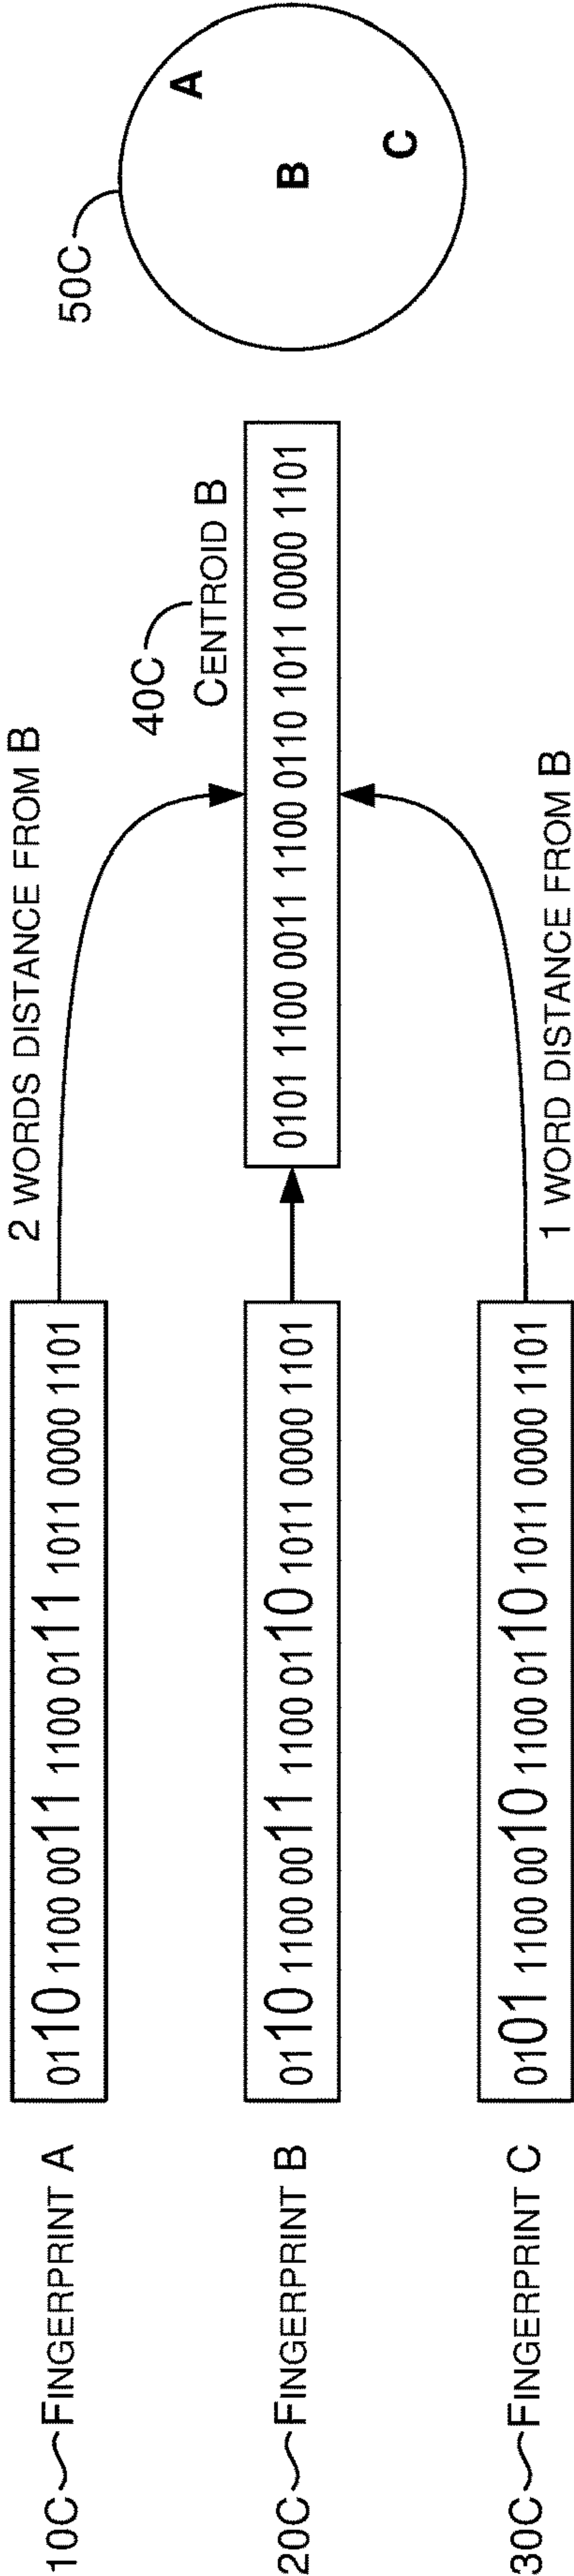 10C FINGERPRINT A
0110 1100 0011 1100 0111 1011 0000 1101
2 WORDS DISTANCE FROM B
20C FINGERPRINT B
0110 1100 0011 1100 0110 1011 0000 1101
40C
CENTROID B
0101 1100 0011 1100 0110 1011 0000 1101
30C FINGERPRINT C
0101 1100 0010 1100 0110 1011 0000 1101
1 WORD DISTANCE FROM B
50C
A
B
C